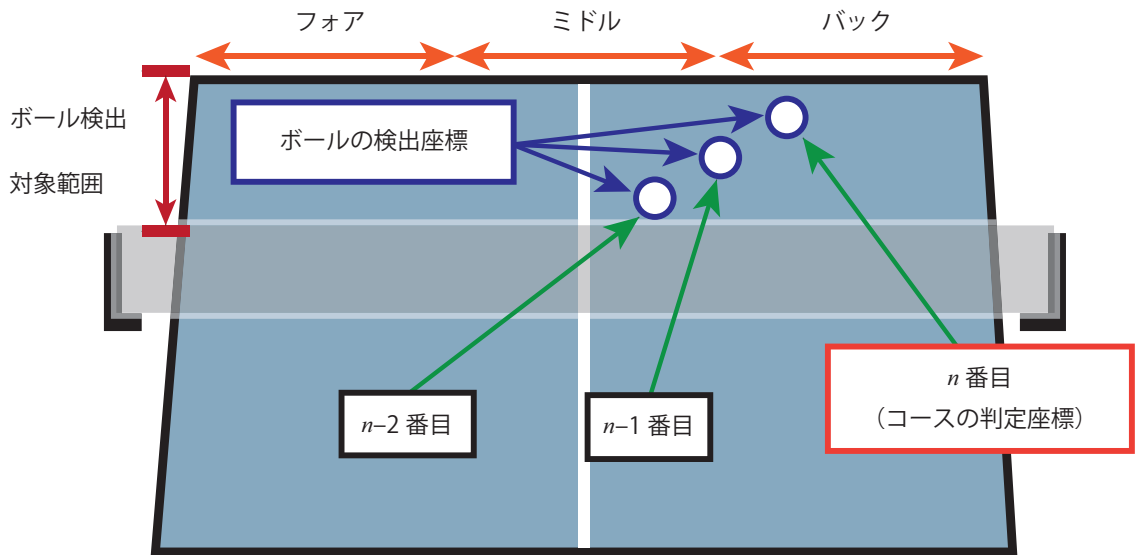 フォア
ミドル
バック
ボール検出
対象範囲
ボールの検出座標
n–2 番目
n–1 番目
n 番目
（コースの判定座標）